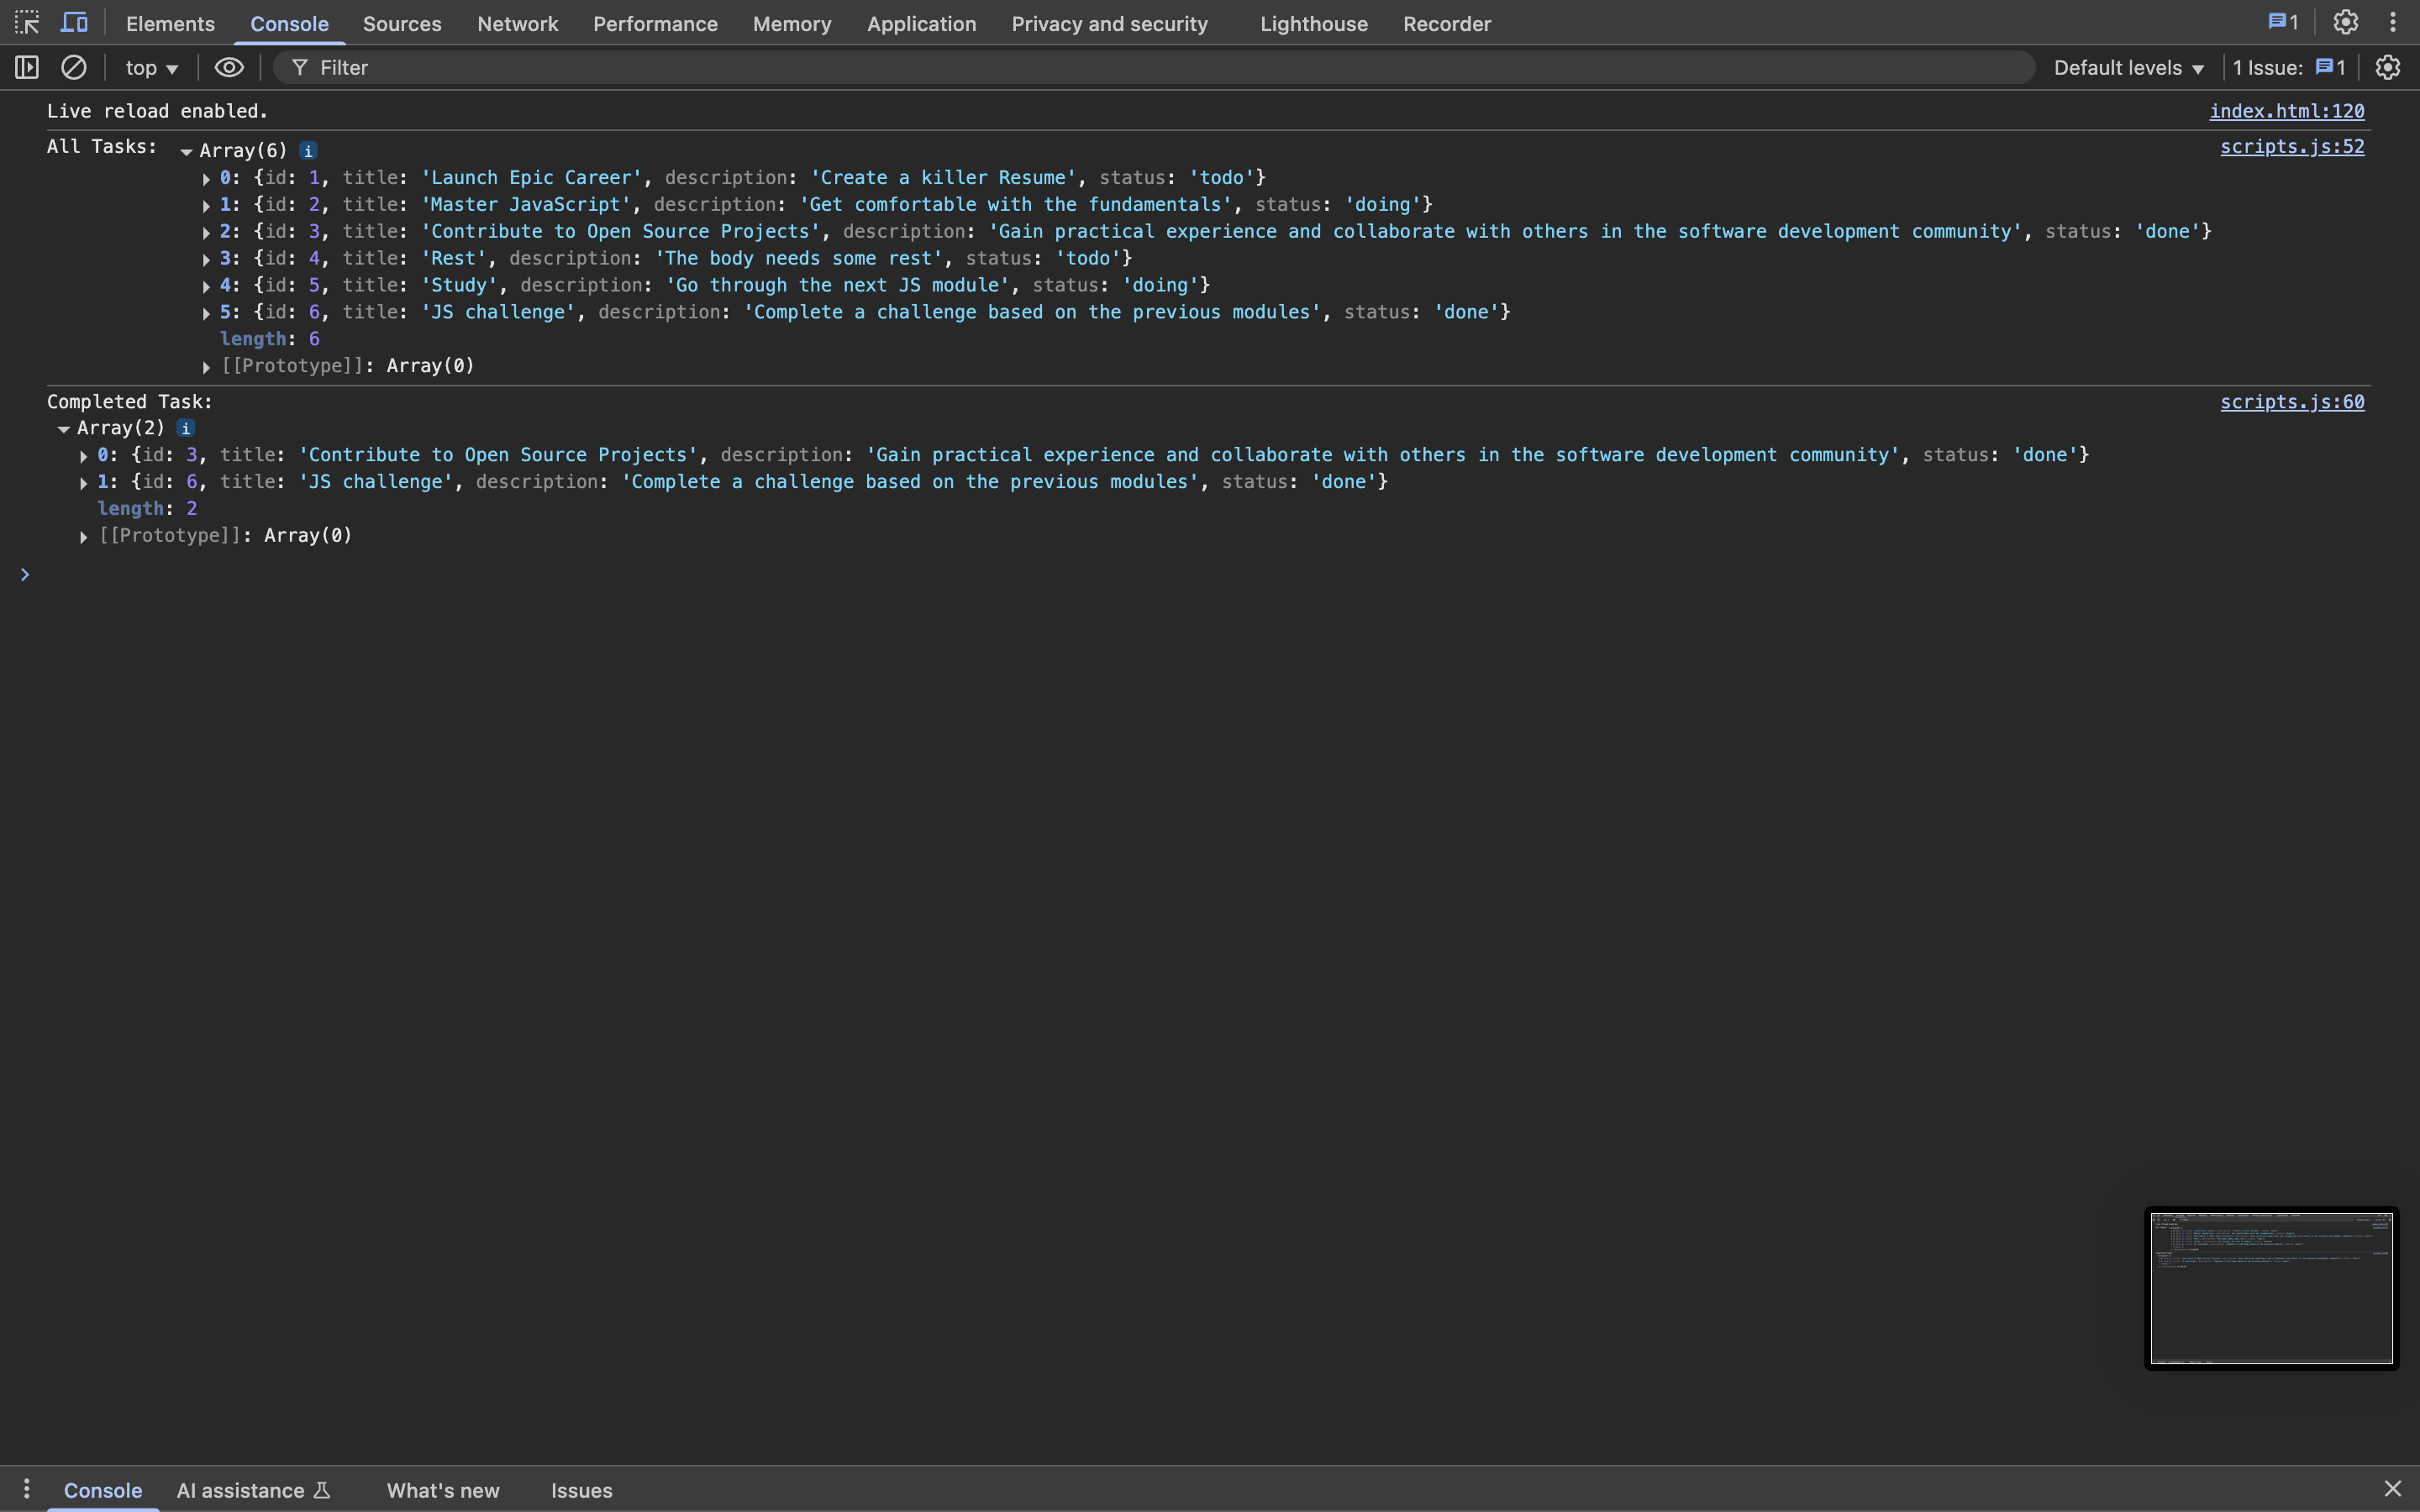 Elements Console Sources Network Performance Memory Application Privacy and security Lighthouse Recorder 1
top Filter Default levels 1 Issue: 1
Live reload enabled. index.html:120
All Tasks: Array(6) i scripts.js:52
0: {id: 1, title: 'Launch Epic Career', description: 'Create a killer Resume', status: 'todo'}
1: {id: 2, title: 'Master JavaScript', description: 'Get comfortable with the fundamentals', status: 'doing'}
2: {id: 3, title: 'Contribute to Open Source Projects', description: 'Gain practical experience and collaborate with others in the software development community', status: 'done'}
3: {id: 4, title: 'Rest', description: 'The body needs some rest', status: 'todo'}
4: {id: 5, title: 'Study', description: 'Go through the next JS module', status: 'doing'}
5: {id: 6, title: 'JS challenge', description: 'Complete a challenge based on the previous modules', status: 'done'}
length: 6
[[Prototype]]: Array(0)
Completed Task: scripts.js:60
Array(2) i
0: {id: 3, title: 'Contribute to Open Source Projects', description: 'Gain practical experience and collaborate with others in the software development community', status: 'done'}
1: {id: 6, title: 'JS challenge', description: 'Complete a challenge based on the previous modules', status: 'done'}
length: 2
[[Prototype]]: Array(0)
Console AI assistance What's new Issues